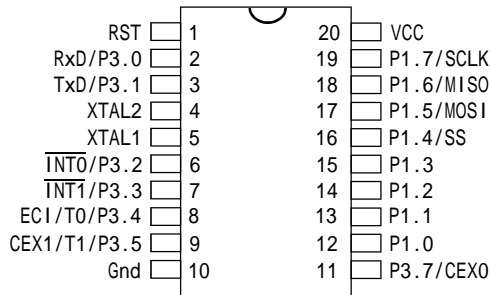 RST 1 20 VCC
RxD/P3.0 2 19 P1.7/SCLK
TxD/P3.1 3 18 P1.6/MISO
XTAL2 4 17 P1.5/MOSI
XTAL1 5 16 P1.4/SS
INT0/P3.2 6 15 P1.3
INT1/P3.3 7 14 P1.2
ECI/T0/P3.4 8 13 P1.1
CEX1/T1/P3.5 9 12 P1.0
Gnd 10 11 P3.7/CEX0